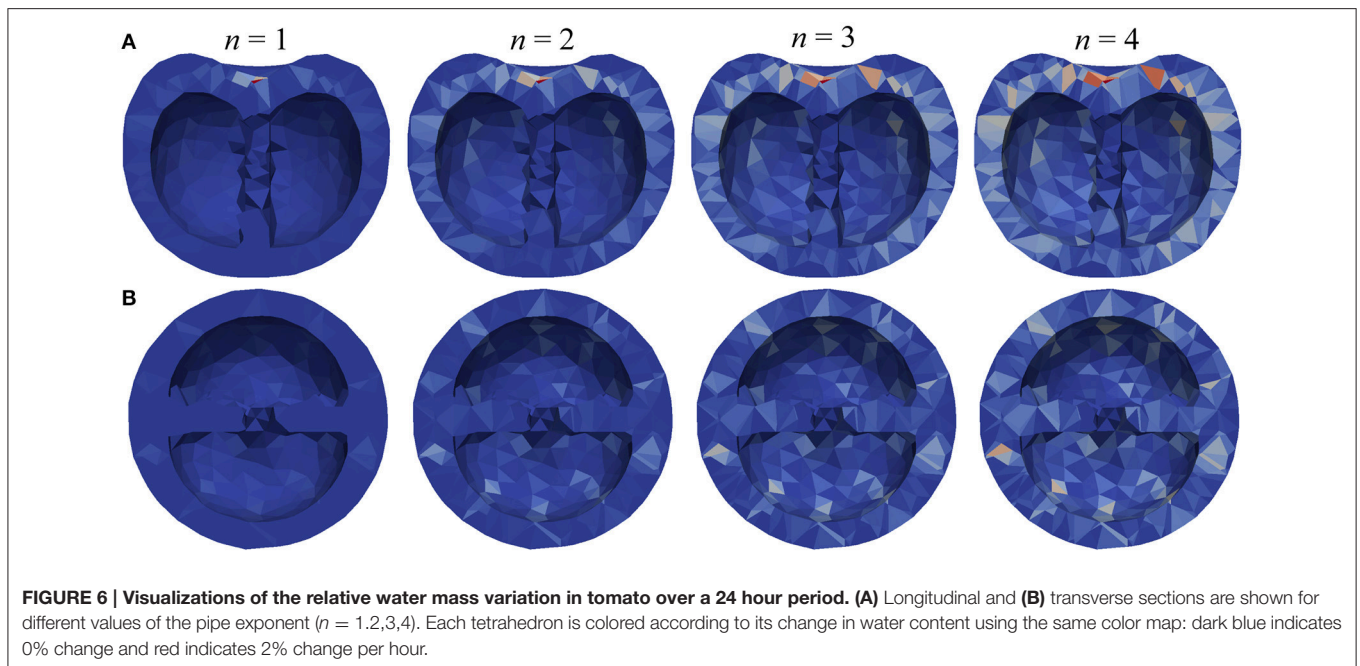 A
n = 1
n = 2
n = 3
n = 4
B
FIGURE 6 | Visualizations of the relative water mass variation in tomato over a 24 hour period. (A) Longitudinal and (B) transverse sections are shown for
different values of the pipe exponent (n = 1.2,3,4). Each tetrahedron is colored according to its change in water content using the same color map: dark blue indicates
0% change and red indicates 2% change per hour.